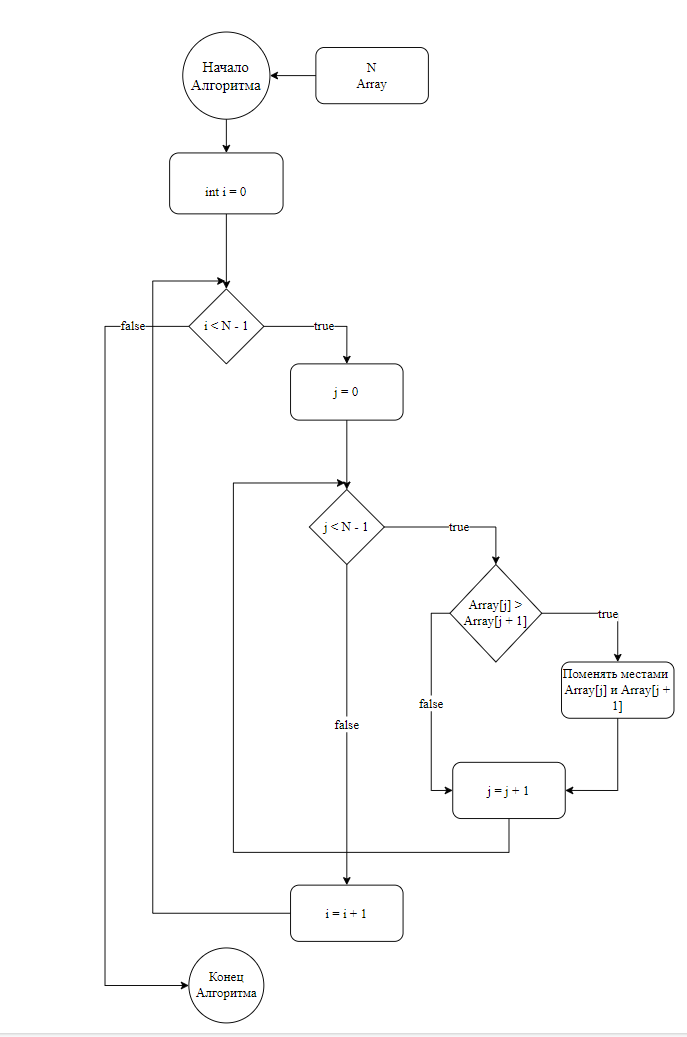 Начало
Алгоритма
N
Array
int i = 0
false
i < N - 1
true
j = 0
j < N - 1
true
Array[j] >
Array[j + 1]
true
Поменять местами
Array[j] и Array[j +
1]
false
false
j = j + 1
i = i + 1
Конец
Алгоритма